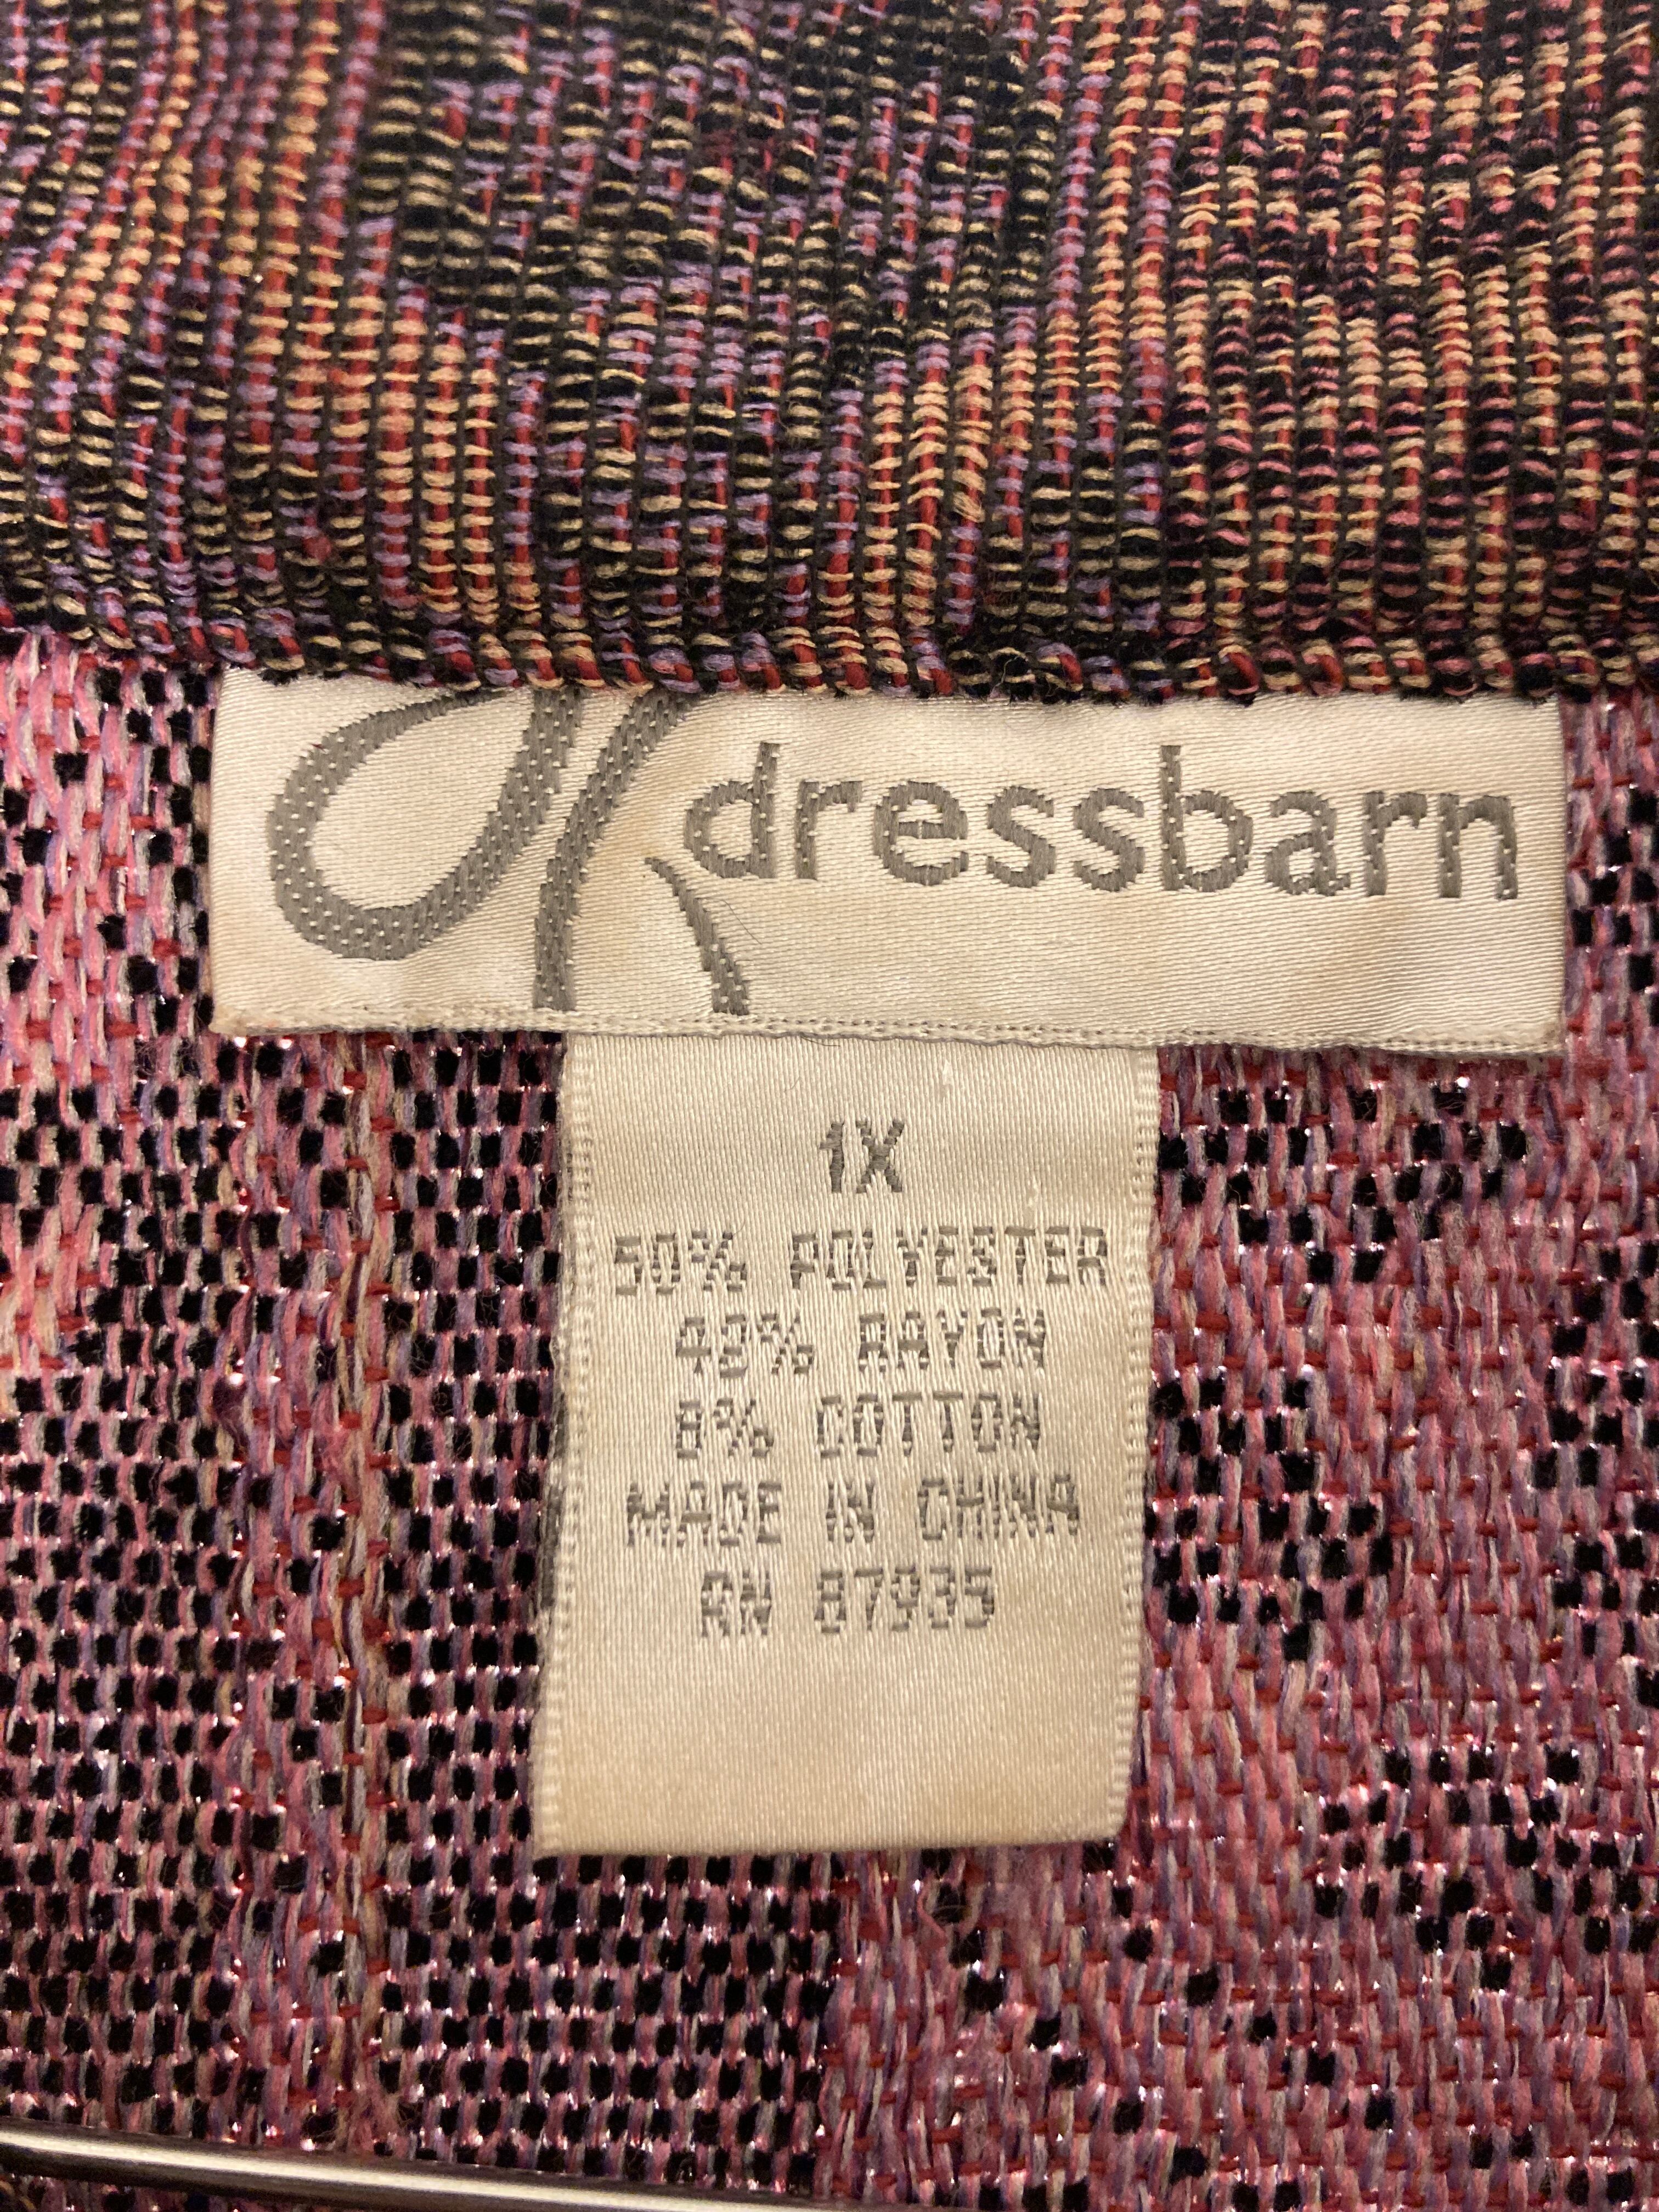 dressbarn
1X
50% POLYESTER
42% RAYON
8% COTTON
MADE IN CHINA
RN 87935